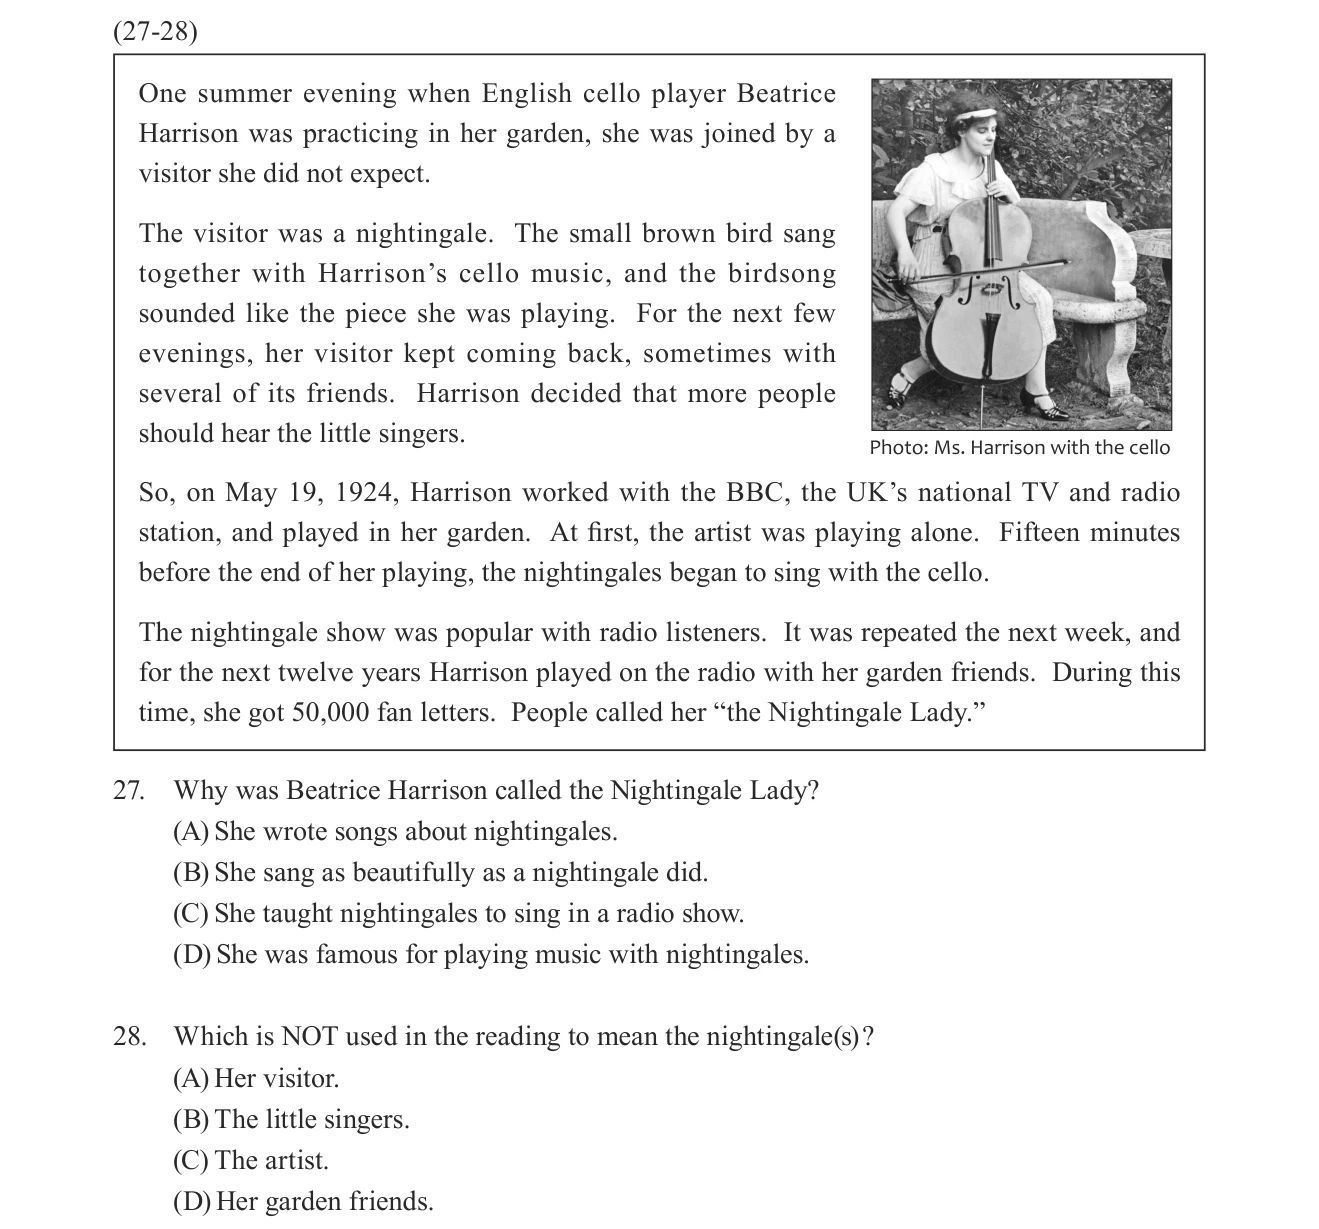 (27-28)
One summer evening when English cello player Beatrice
Harrison was practicing in her garden, she was joined by a
visitor she did not expect.
The visitor was a nightingale. The small brown bird sang
together with Harrison’s cello music, and the birdsong
sounded like the piece she was playing. For the next few
evenings, her visitor kept coming back, sometimes with
several of its friends. Harrison decided that more people
should hear the little singers.
Photo: Ms. Harrison with the cello
So, on May 19, 1924, Harrison worked with the BBC, the UK’s national TV and radio
station, and played in her garden. At first, the artist was playing alone. Fifteen minutes
before the end of her playing, the nightingales began to sing with the cello.
The nightingale show was popular with radio listeners. It was repeated the next week, and
for the next twelve years Harrison played on the radio with her garden friends. During this
time, she got 50,000 fan letters. People called her “the Nightingale Lady.”
27. Why was Beatrice Harrison called the Nightingale Lady?
(A) She wrote songs about nightingales.
(B) She sang as beautifully as a nightingale did.
(C) She taught nightingales to sing in a radio show.
(D) She was famous for playing music with nightingales.
28. Which is NOT used in the reading to mean the nightingale(s)?
(A) Her visitor.
(B) The little singers.
(C) The artist.
(D) Her garden friends.